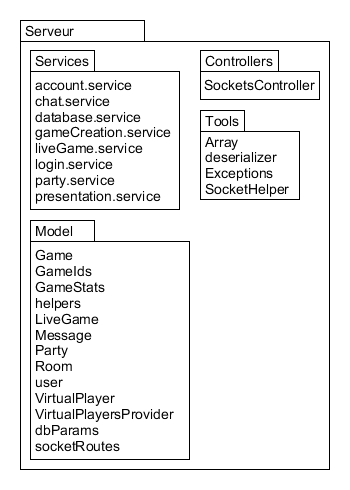 Serveur
Services
account.service
chat.service
database.service
gameCreation.service
liveGame.service
login.service
party.service
presentation.service
Controllers
SocketsController
Tools
Array
deserializer
Exceptions
SocketHelper
Model
Game
GameIds
GameStats
helpers
LiveGame
Message
Party
Room
user
VirtualPlayer
VirtualPlayersProvider
dbParams
socketRoutes